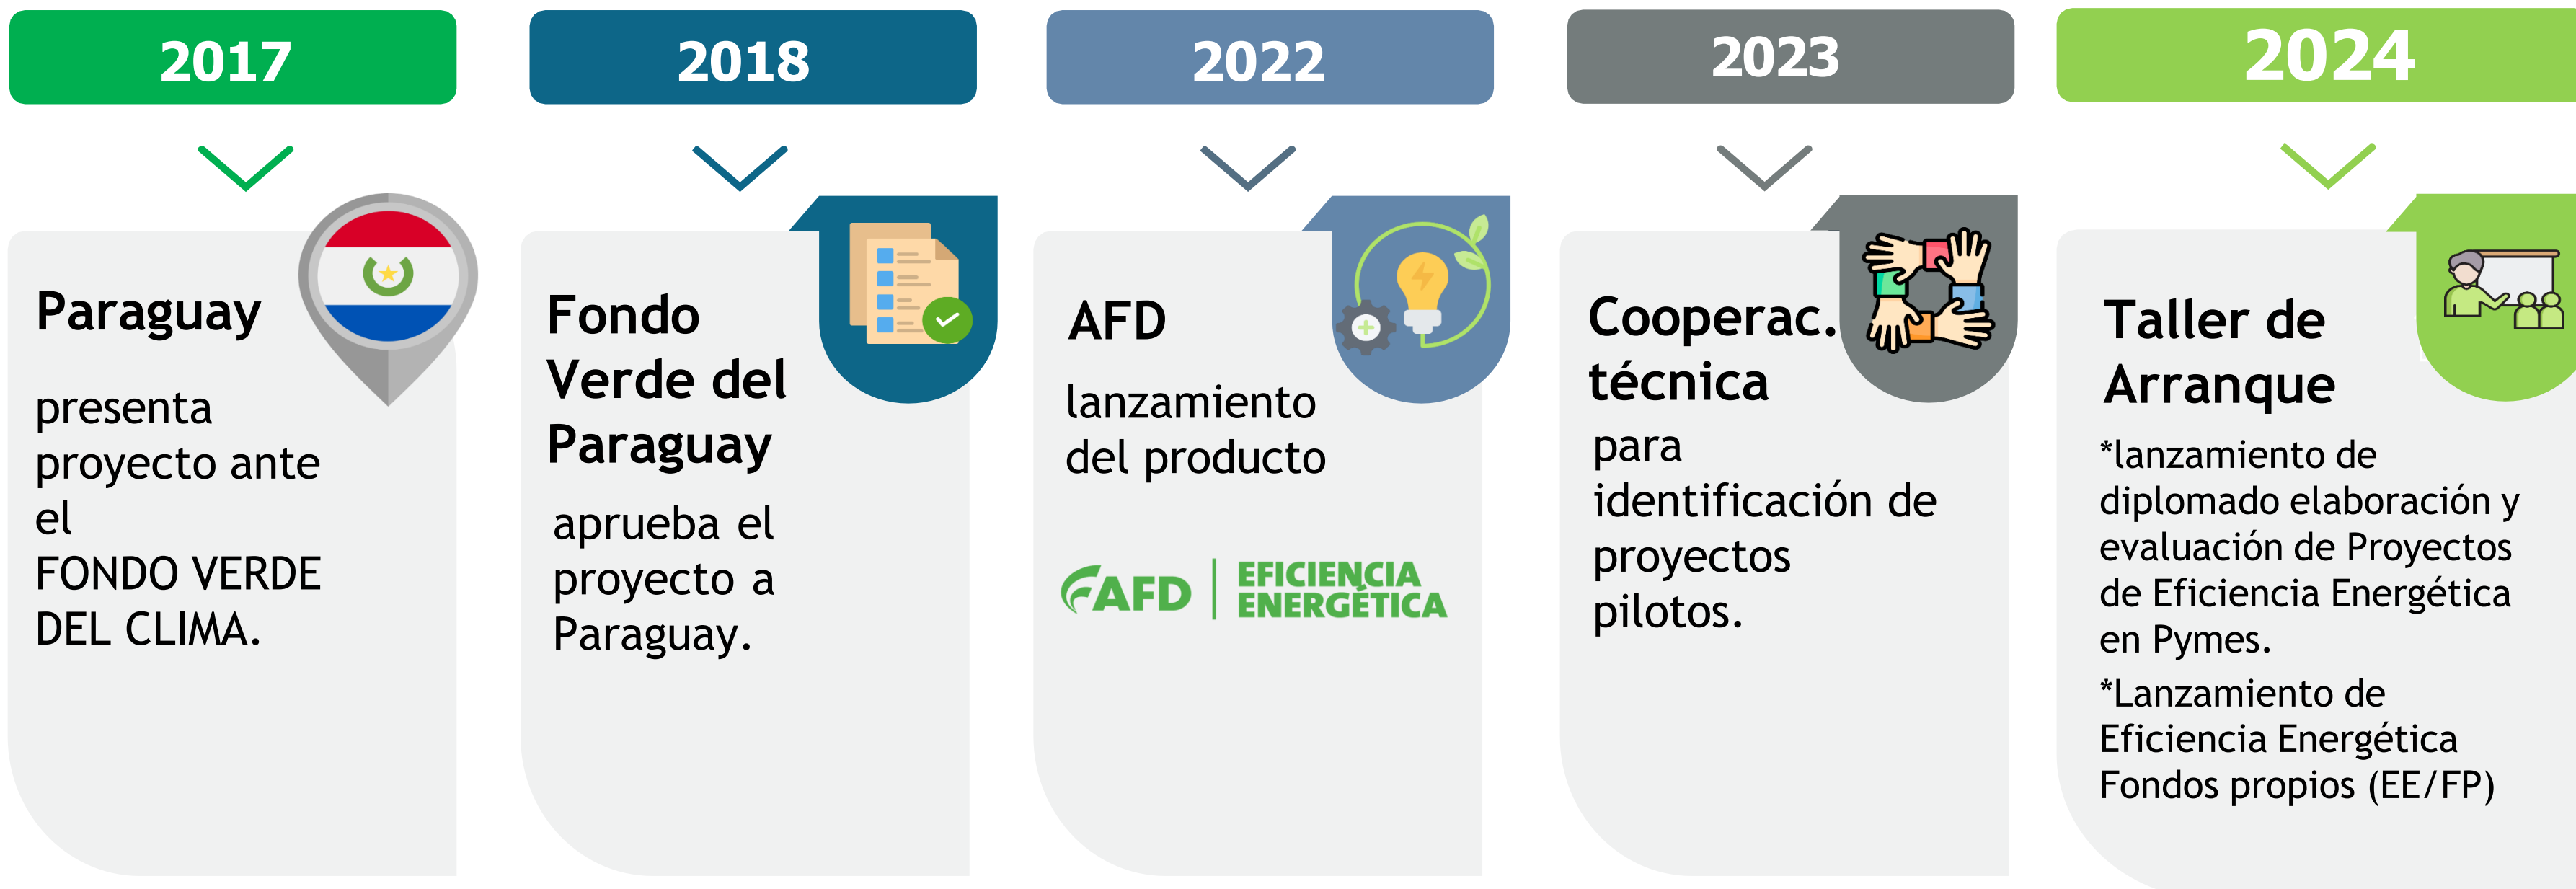 2017
Paraguay
presenta
proyecto ante
el
FONDO VERDE
DEL CLIMA.
2018
Fondo
Verde del
Paraguay
aprueba el
proyecto a
Paraguay.
2022
AFD
lanzamiento
del producto
AFD EFICIENCIA
ENERGÉTICA
2023
Cooperac.
técnica
para
identificación de
proyectos
pilotos.
2024
Taller de
Arranque
*lanzamiento de
diplomado elaboración y
evaluación de Proyectos
de Eficiencia Energética
en Pymes.
*Lanzamiento de
Eficiencia Energética
Fondos propios (EE/FP)